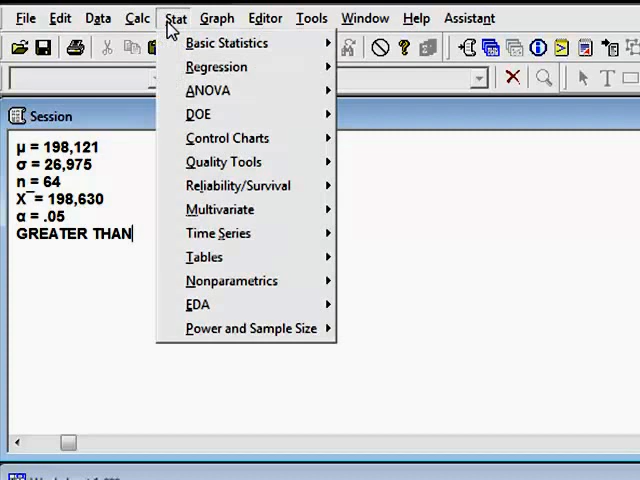 File Edit Data Calc Stat Graph Editor Tools Window Help Assistant
Basic Statistics
Regression
ANOVA
DOE
Control Charts
Quality Tools
Reliability/Survival
Multivariate
Time Series
Tables
Nonparametrics
EDA
Power and Sample Size
Session
µ = 198,121
σ = 26,975
n = 64
X¯= 198,630
α = .05
GREATER THAN